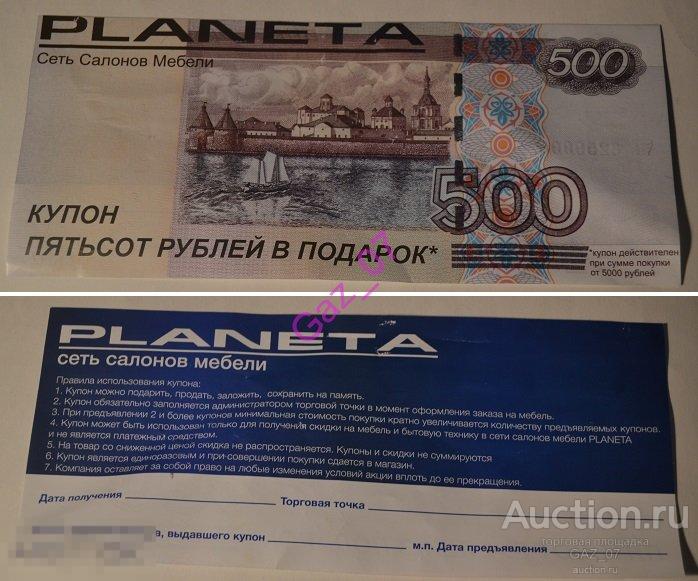 PLANETA
Сеть Салонов Мебели
500
500
КУПОН
ПЯТЬСОТ РУБЛЕЙ В ПОДАРОК*
*купон действителен
при сумме покупки
от 5000 рублей
Gaz_07
PLANETA
сеть салонов мебели
Правила использования купона:
1. Купон можно подарить, продать, заложить, сохранить на память.
2. Купон обязательно заполняется администратором торговой точки в момент оформления заказа на мебель.
3. При предъявлении 2 и более купонов минимальная стоимость покупки кратно увеличивается количеству предъявляемых купонов.
4. Купон может быть использован только для получения скидки на мебель и бытовую технику в сети салонов мебели PLANETA
и не является платежным средством.
5. На товар со сниженной ценой скидка не распространяется. Купоны и скидки не суммируются
6. Купон является одноразовым и при совершении покупки сдается в магазин.
7. Компания оставляет за собой право на любые изменения условий акции вплоть до ее прекращения.
Дата получения Торговая точка
а, выдавшего купон м.п. Дата предъявления
Auction.ru
торговая площадка
GAZ_07
auction.ru